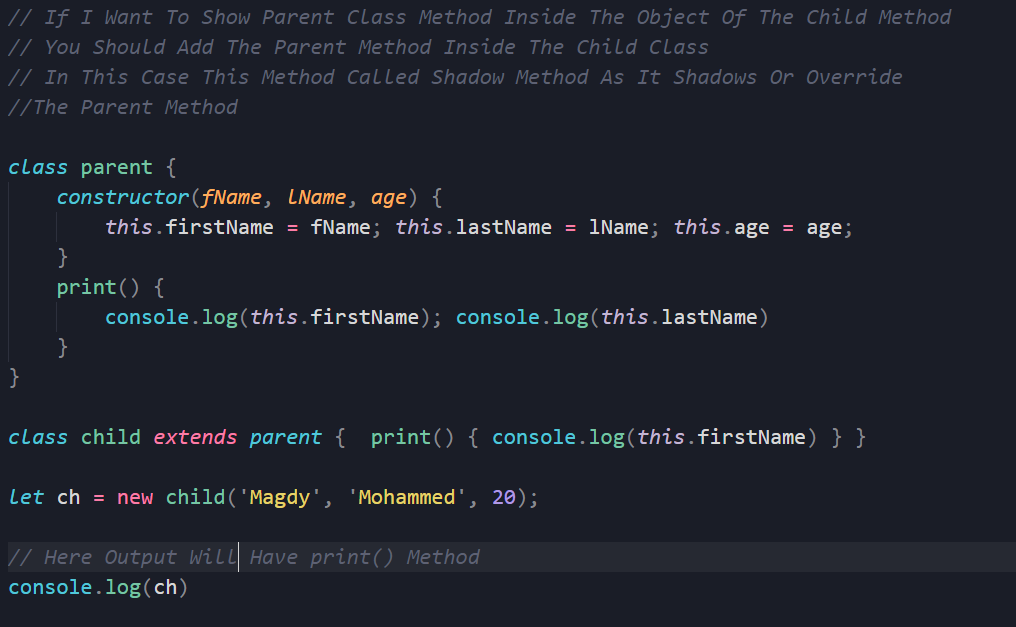 // If I Want To Show Parent Class Method Inside The Object Of The Child Method
// You Should Add The Parent Method Inside The Child Class
// In This Case This Method Called Shadow Method As It Shadows Or Override
//The Parent Method
class parent {
constructor(fName, lName, age) {
this.firstName = fName; this.lastName = lName; this.age = age;
}
print() {
console.log(this.firstName); console.log(this.lastName)
}
}
class child extends parent {  print() { console.log(this.firstName) } }
let ch = new child('Magdy', 'Mohammed', 20);
// Here Output Will Have print() Method
console.log(ch)